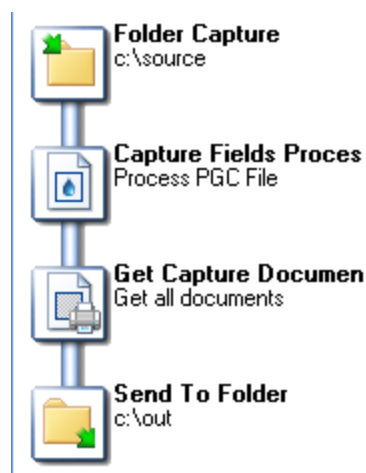 Folder Capture
c:\source
Capture Fields Proces
Process PGC File
Get Capture Documen
Get all documents
Send To Folder
c:\out